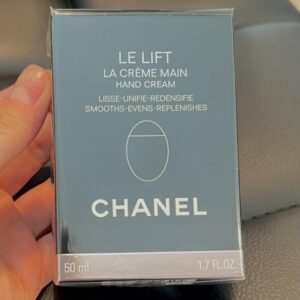 LE LIFT
LA CRÈME MAIN
HAND CREAM
LISSE-UNIFIE-REDENSIFIE
SMOOTHS-EVENS-REPLENISHES
CHANEL
50 ml 1.7 FL.OZ.